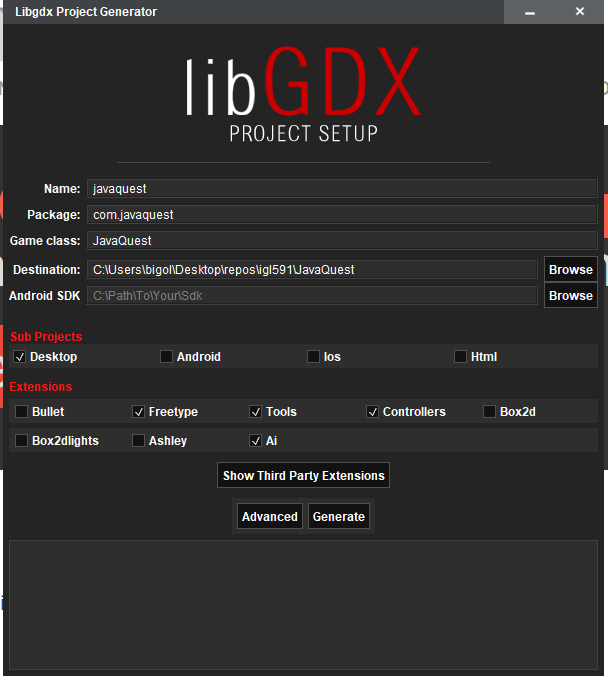 Libgdx Project Generator
libGDX
PROJECT SETUP
Name: javaquest
Package: com.javaquest
Game class: JavaQuest
Destination: C:\Users\bigol\Desktop\repos\igl591\JavaQuest Browse
Android SDK C:\Path\To\Your\Sdk Browse
Sub Projects
Desktop Android Ios Html
Extensions
Bullet Freetype Tools Controllers Box2d
Box2dlights Ashley Ai
Show Third Party Extensions
Advanced Generate